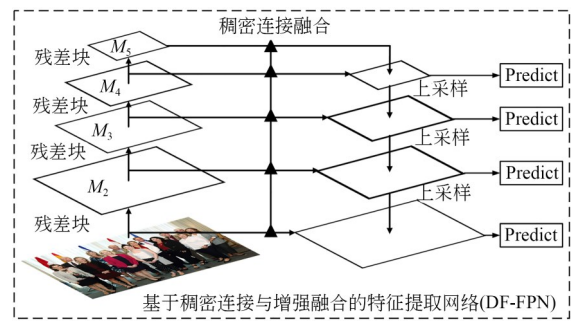 稠密连接融合
M5
残差块
M4
上采样
Predict
残差块
M3
上采样
Predict
残差块
M2
上采样
Predict
残差块
Predict
基于稠密连接与增强融合的特征提取网络(DF-FPN)